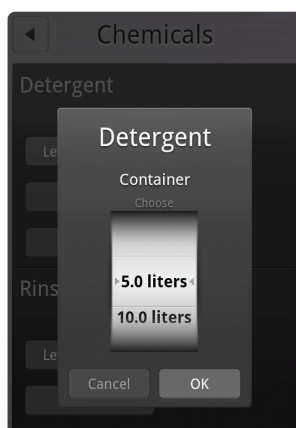 Chemicals
Detergent
Detergent
Container
Choose
5.0 liters
10.0 liters
Cancel
OK